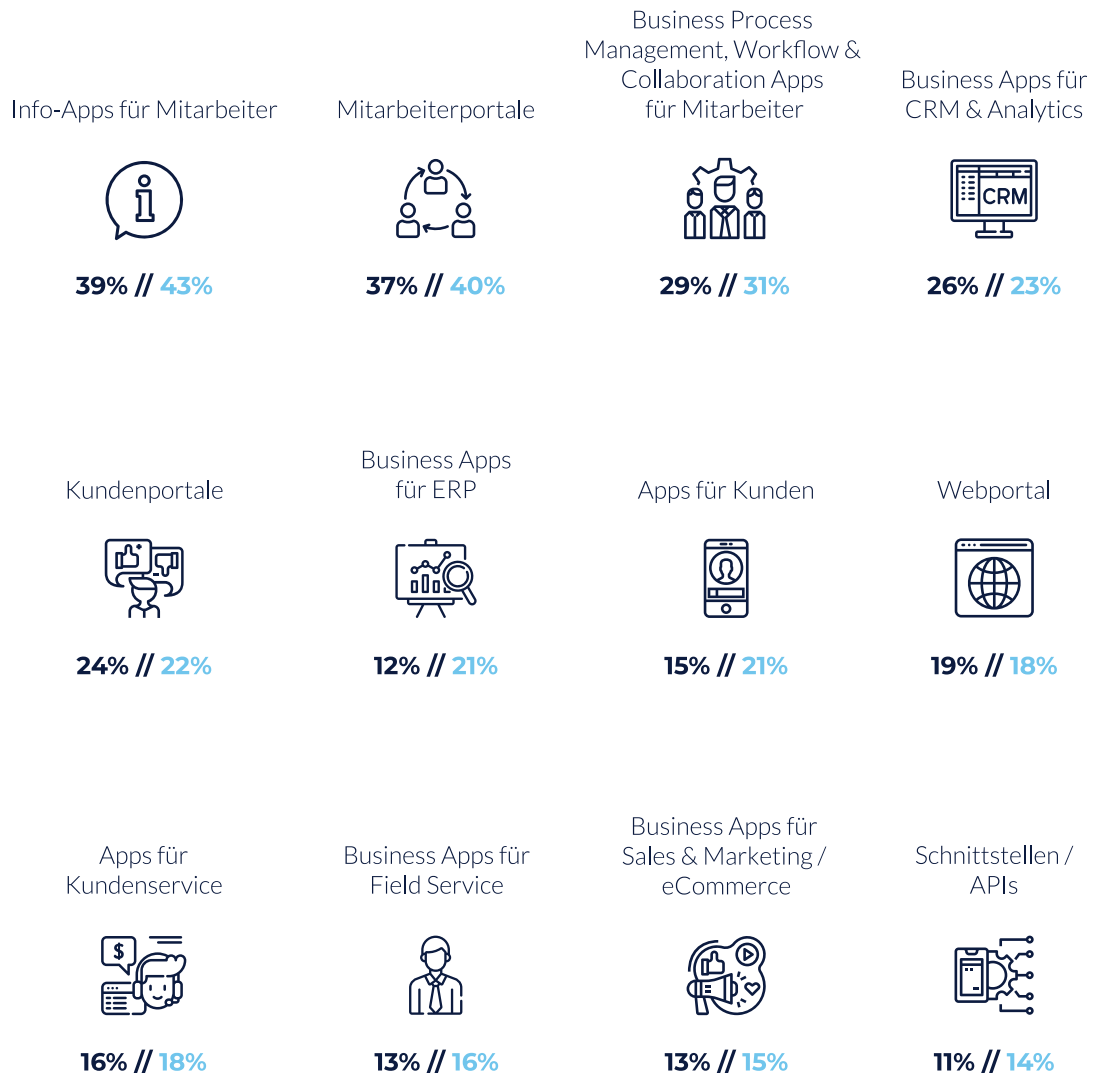 Info-Apps für Mitarbeiter
Mitarbeiterportale
Business Process
Management, Workflow &
Collaboration Apps
für Mitarbeiter
Business Apps für
CRM & Analytics
i
CRM
39% // 43%
37% // 40%
29% // 31%
26% // 23%
Kundenportale
Business Apps
für ERP
Apps für Kunden
Webportal
24% // 22%
12% // 21%
15% // 21%
19% // 18%
Apps für
Kundenservice
Business Apps für
Field Service
Business Apps für
Sales & Marketing /
eCommerce
Schnittstellen /
APIs
$
16% // 18%
13% // 16%
13% // 15%
11% // 14%